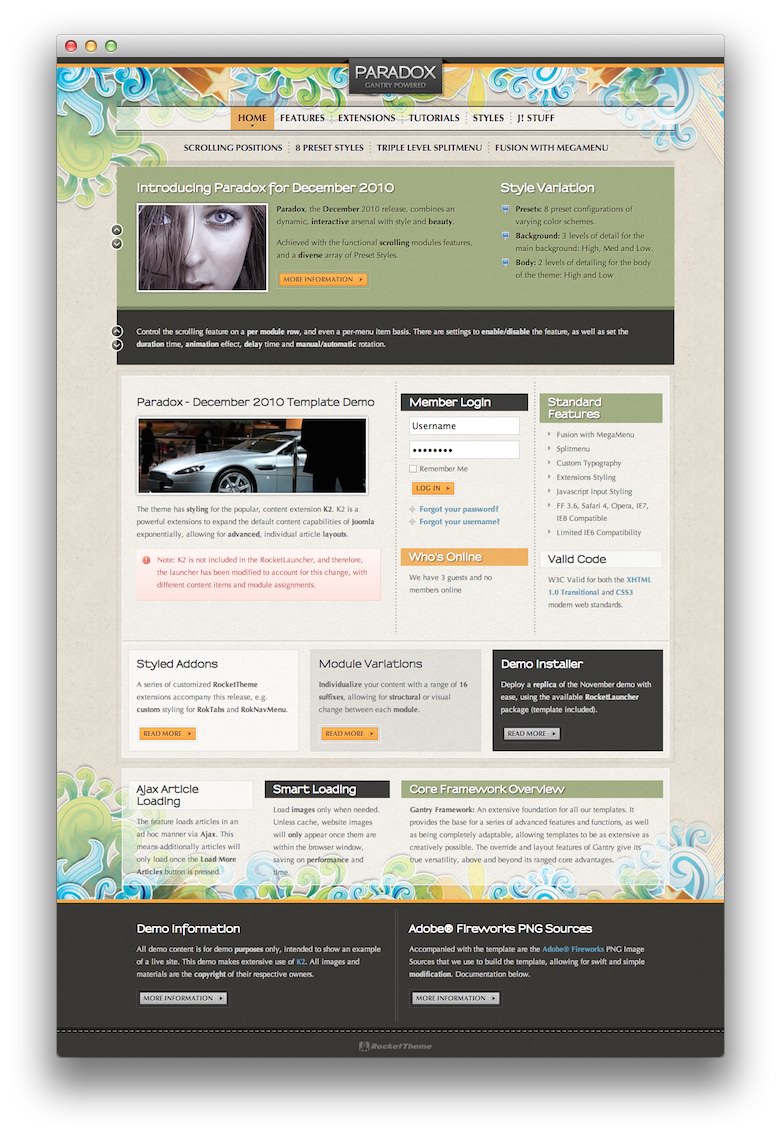 PARADOX
GANTRY POWERED
HOME FEATURES EXTENSIONS TUTORIALS STYLES J! STUFF
SCROLLING POSITIONS 8 PRESET STYLES TRIPLE LEVEL SPLITMENU FUSION WITH MEGAMENU
Introducing Paradox for December 2010
Paradox, the December 2010 release, combines an
dynamic, interactive arsenal with style and beauty.
Achieved with the functional scrolling modules features,
and a diverse array of Preset Styles.
MORE INFORMATION
Style Variation
Presets: 8 preset configurations of
varying color schemes.
Background: 3 levels of detail for the
main background: High, Med and Low.
Body: 2 levels of detailing for the body
of the theme: High and Low
Control the scrolling feature on a per module row, and even a per-menu item basis. There are settings to enable/disable the feature, as well as set the
duration time, animation effect, delay time and manual/automatic rotation.
Paradox - December 2010 Template Demo
The theme has styling for the popular, content extension K2. K2 is a
powerful extensions to expand the default content capabilities of Joomla
exponentially, allowing for advanced, individual article layouts.
Note: K2 is not included in the RocketLauncher, and therefore,
the launcher has been modified to account for this change, with
different content items and module assignments.
Member Login
Username
••••••••
Remember Me
LOG IN
Forgot your password?
Forgot your username?
Who's Online
We have 3 guests and no
members online
Standard
Features
Fusion with MegaMenu
Splitmenu
Custom Typography
Extensions Styling
Javascript Input Styling
FF 3.6, Safari 4, Opera, IE7,
IE8 Compatible
Limited IE6 Compatibility
Valid Code
W3C Valid for both the XHTML
1.0 Transitional and CSS3
modern web standards.
Styled Addons
A series of customized RocketTheme
extensions accompany this release, e.g.
custom styling for RokTabs and RokNavMenu.
READ MORE
Module Variations
Individualize your content with a range of 16
suffixes, allowing for structural or visual
change between each module.
READ MORE
Demo Installer
Deploy a replica of the November demo with
ease, using the available RocketLauncher
package (template included).
READ MORE
Ajax Article
Loading
The feature loads articles in an
ad hoc manner via Ajax. This
means additionally articles will
only load once the Load More
Articles button is pressed.
Smart Loading
Load images only when needed.
Unless cache, website images
will only appear once them are
within the browser window,
saving on performance and
time.
Core Framework Overview
Gantry Framework: An extensive foundation for all our templates. It
provides the base for a series of advanced features and functions, as well
as being completely adaptable, allowing templates to be as extensive as
creatively possible. The override and layout features of Gantry give its
true versatility, above and beyond its ranged core advantages.
Demo Information
All demo content is for demo purposes only, intended to show an example
of a live site. This demo makes extensive use of K2. All images and
materials are the copyright of their respective owners.
MORE INFORMATION
Adobe® Fireworks PNG Sources
Accompanied with the template are the Adobe® Fireworks PNG Image
Sources that we use to build the template, allowing for swift and simple
modification. Documentation below.
MORE INFORMATION
RocketTheme